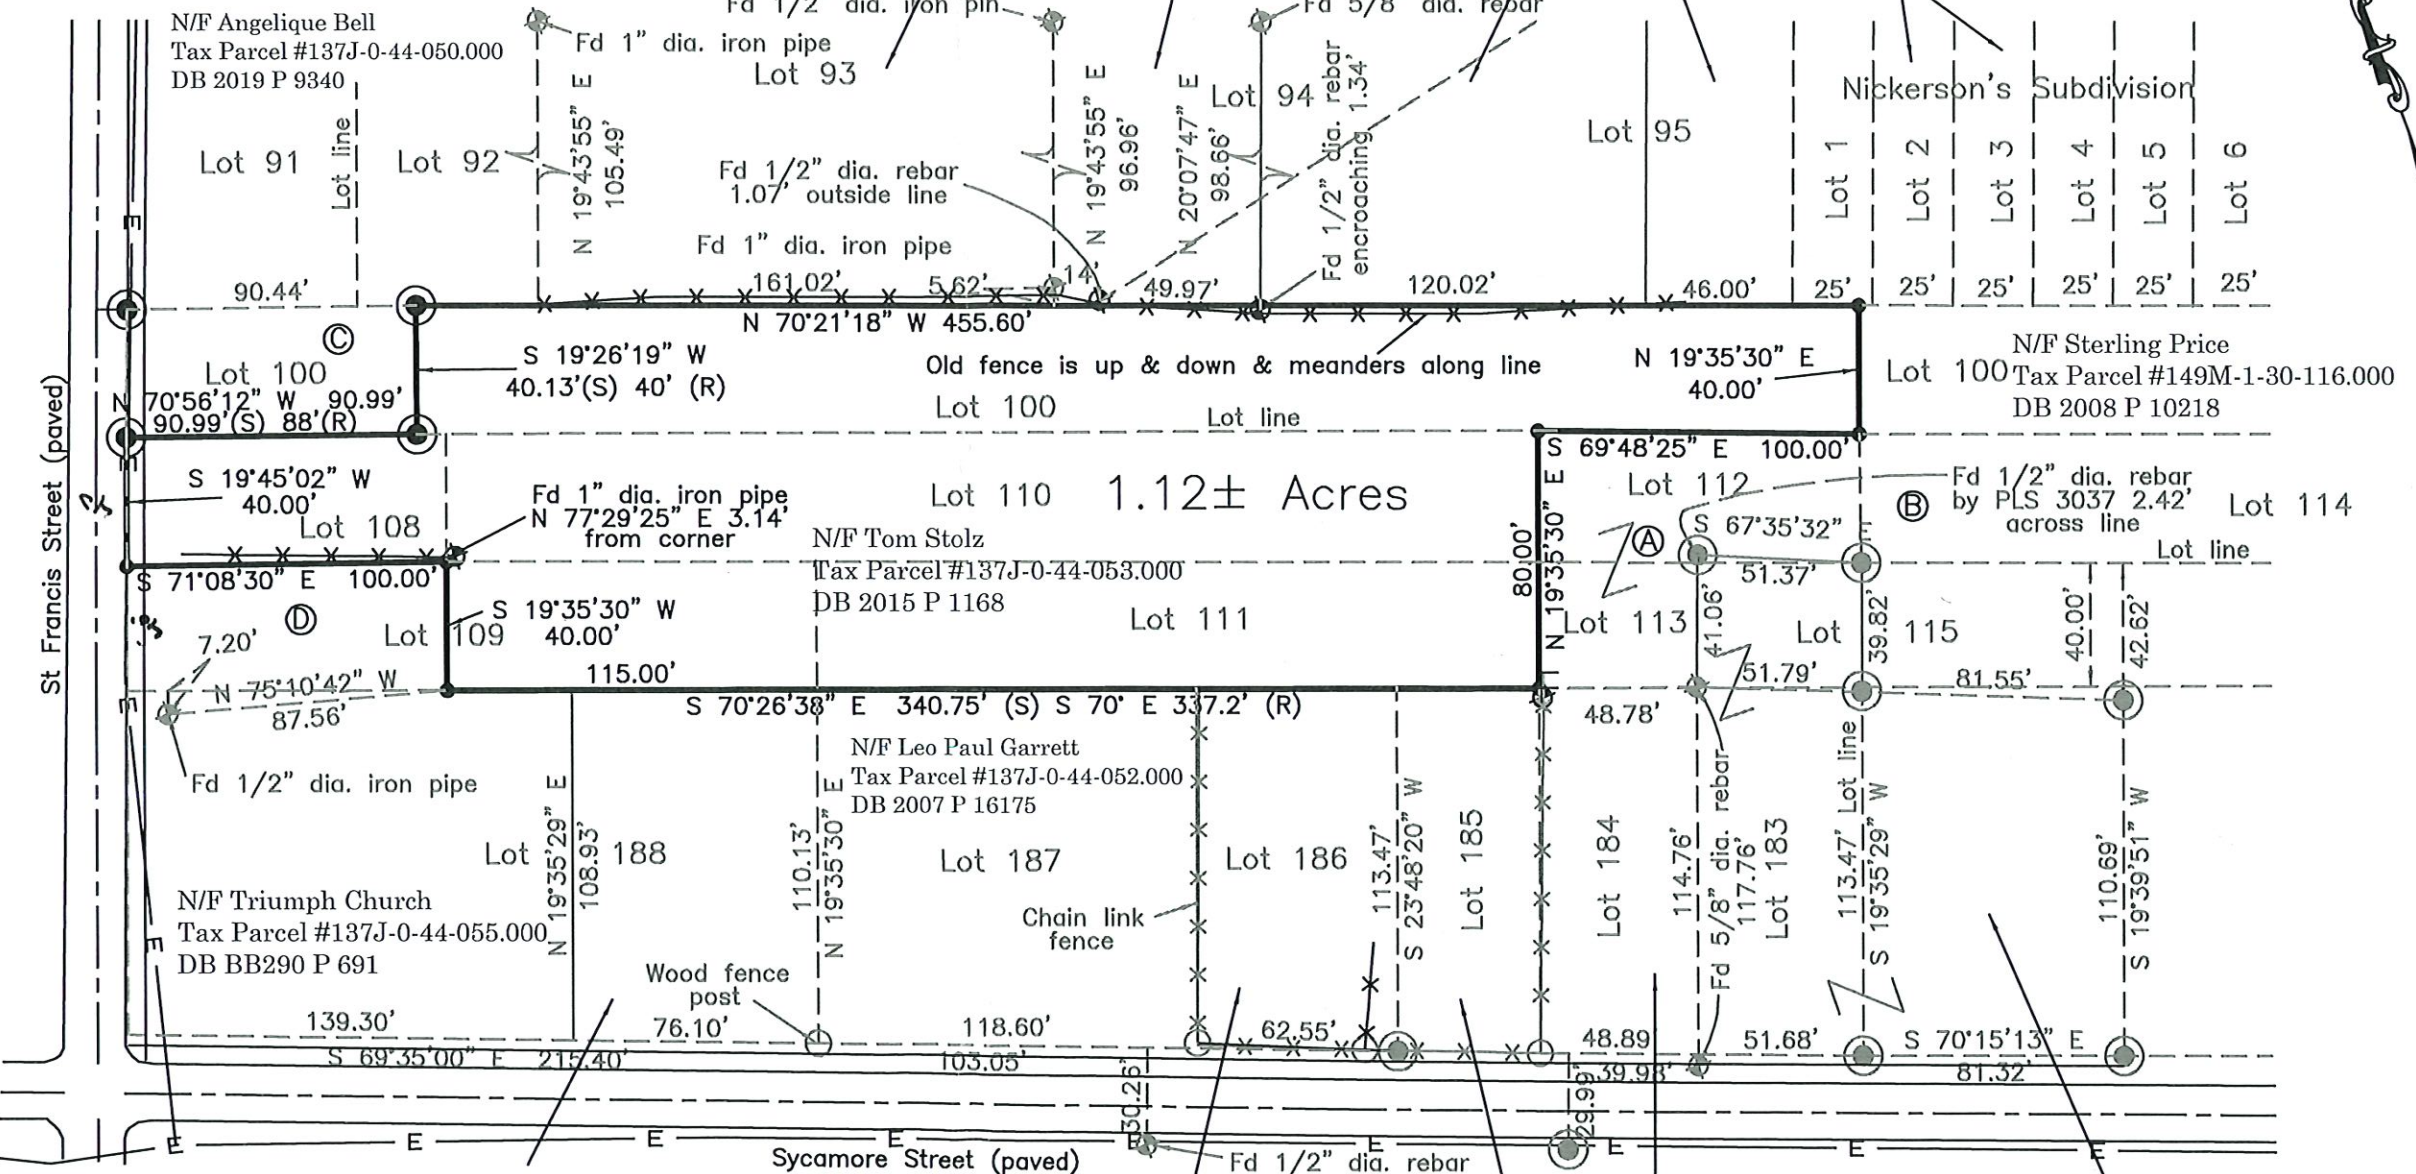 Fd 1/2" dia. iron pin
Fd 5/8" dia. rebar
N/F Angelique Bell
Tax Parcel #137J-0-44-050.000
DB 2019 P 9340
Fd 1" dia. iron pipe
Lot 93
Lot 91
Lot line
Lot 92
N 19°43'55" E
105.49'
Fd 1/2" dia. rebar
1.07' outside line
Fd 1" dia. iron pipe
N 19°43'55" E
96.96'
N 20°07'47" E
98.66'
Lot 94
Fd 1/2" dia. rebar
encroaching 1.34'
Lot 95
Nickerson's Subdivision
Lot 1
Lot 2
Lot 3
Lot 4
Lot 5
Lot 6
90.44'
161.02'
5.62'
14'
49.97'
120.02'
46.00'
25'
25'
25'
25'
25'
25'
N 70°21'18" W 455.60'
C
Lot 100
N 70°56'12" W 90.99'
90.99'(S) 88'(R)
S 19°26'19" W
40.13'(S) 40' (R)
Old fence is up & down & meanders along line
Lot 100
Lot line
N 19°35'30" E
40.00'
Lot 100
N/F Sterling Price
Tax Parcel #149M-1-30-116.000
DB 2008 P 10218
St Francis Street (paved)
S 19°45'02" W
40.00'
Lot 108
Fd 1" dia. iron pipe
N 77°29'25" E 3.14'
from corner
Lot 110
1.12± Acres
S 69°48'25" E 100.00'
Lot 112
Fd 1/2" dia. rebar
by PLS 3037 2.42'
across line
B
Lot 114
A
S 67°35'32" E
51.37'
Lot line
S 71°08'30" E 100.00'
N/F Tom Stolz
Tax Parcel #137J-0-44-053.000
DB 2015 P 1168
80.00'
N 19°35'30" E
D
7.20'
Lot 109
S 19°35'30" W
40.00'
Lot 111
Lot 113
41.06'
Lot 115
39.82'
40.00'
42.62'
N 75°10'42" W
87.56'
115.00'
S 70°26'38" E 340.75' (S) S 70° E 337.2' (R)
48.78'
51.79'
81.55'
Fd 1/2" dia. iron pipe
N/F Leo Paul Garrett
Tax Parcel #137J-0-44-052.000
DB 2007 P 16175
Lot 188
N 19°35'29" E
108.93'
110.13'
N 19°35'30" E
Lot 187
Lot 186
113.47'
S 23°48'20" W
Lot 185
Lot 184
114.76'
Fd 5/8" dia. rebar
117.76'
Lot 183
113.47' Lot line
S 19°35'29" W
110.69'
S 19°39'51" W
Chain link
fence
N/F Triumph Church
Tax Parcel #137J-0-44-055.000
DB BB290 P 691
Wood fence
post
139.30'
76.10'
118.60'
62.55'
48.89
51.68'
S 70°15'13" E
S 69°35'00" E 215.40'
103.05'
39.98'
81.32'
30.26'
29.99'
E
E
E
E
E
E
E
E
E
E
E
E
E
E
Sycamore Street (paved)
Fd 1/2" dia. rebar